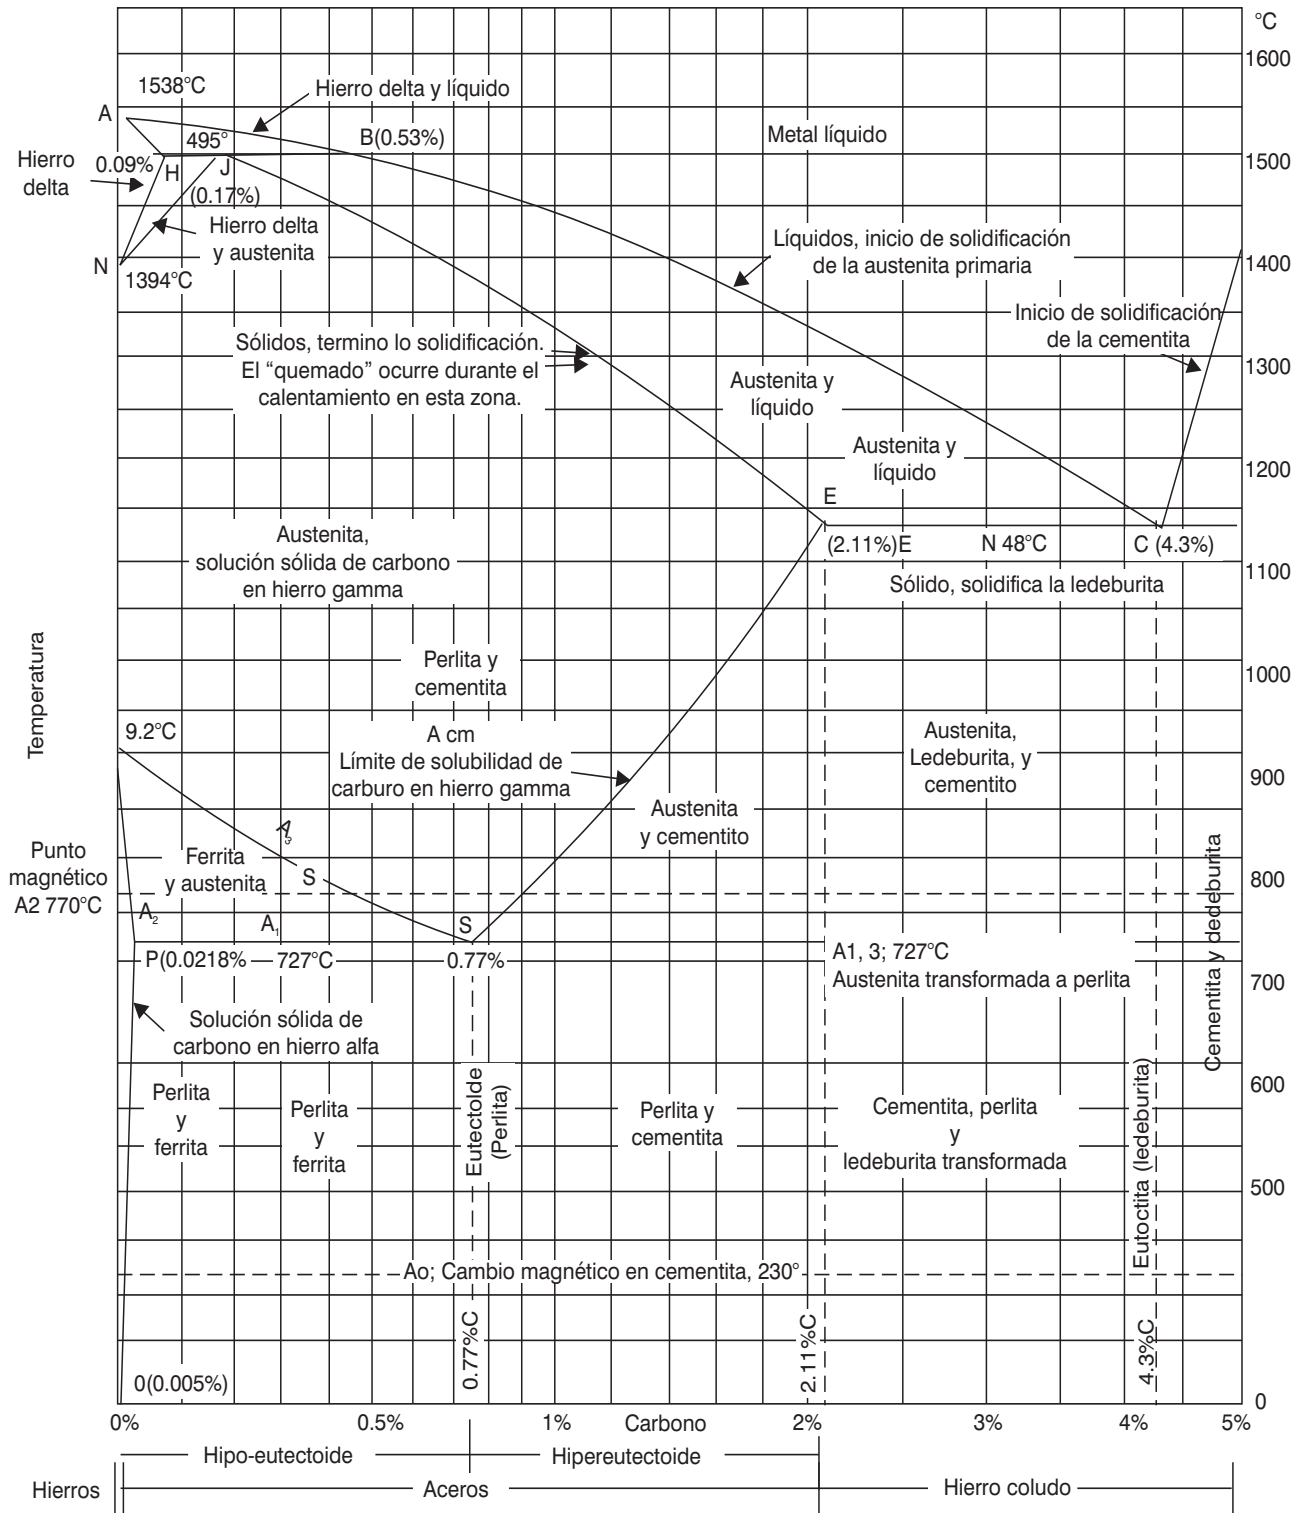 °C
1600
1538°C
Hierro delta y líquido
A
495°
B(0.53%)
Metal líquido
Hierro
delta
0.09%
H
J
1500
(0.17%)
Hierro delta
y austenita
Líquidos, inicio de solidificación
de la austenita primaria
N
1394°C
1400
Inicio de solidificación
de la cementita
Sólidos, termino lo solidificación.
El “quemado” ocurre durante el
calentamiento en esta zona.
1300
Austenita y
líquido
Austenita y
líquido
1200
E
Austenita,
solución sólida de carbono
en hierro gamma
(2.11%)E
N 48°C
C (4.3%)
1100
Sólido, solidifica la ledeburita
Temperatura
Perlita y
cementita
1000
9.2°C
A cm
Límite de solubilidad de
carburo en hierro gamma
Austenita,
Ledeburita, y
cementito
900
Austenita
y cementito
A3
Punto
magnético
A2 770°C
Ferrita
y austenita
S
800
A2
A1
S
P(0.0218%
727°C
0.77%
A1, 3; 727°C
Austenita transformada a perlita
Cementita y dedeburita
700
Solución sólida de
carbono en hierro alfa
600
Perlita
y
ferrita
Perlita
y
ferrita
Eutectolde
(Perlita)
Perlita y
cementita
Cementita, perlita
y
ledeburita transformada
Eutoctita (ledeburita)
500
Ao; Cambio magnético en cementita, 230°
0.77%C
2.11%C
4.3%C
0(0.005%)
0
0%
0.5%
1%
Carbono
2%
3%
4%
5%
Hipo-eutectoide
Hipereutectoide
Hierros
Aceros
Hierro coludo